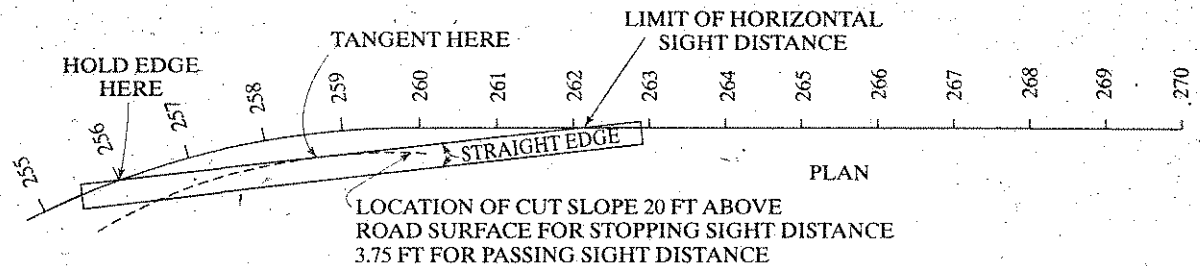 LIMIT OF HORIZONTAL
SIGHT DISTANCE
TANGENT HERE
HOLD EDGE
HERE
255
256
257
258
259
260
261
262
263
264
265
266
267
268
269
270
STRAIGHT EDGE
PLAN
LOCATION OF CUT SLOPE 20 FT ABOVE
ROAD SURFACE FOR STOPPING SIGHT DISTANCE
3.75 FT FOR PASSING SIGHT DISTANCE